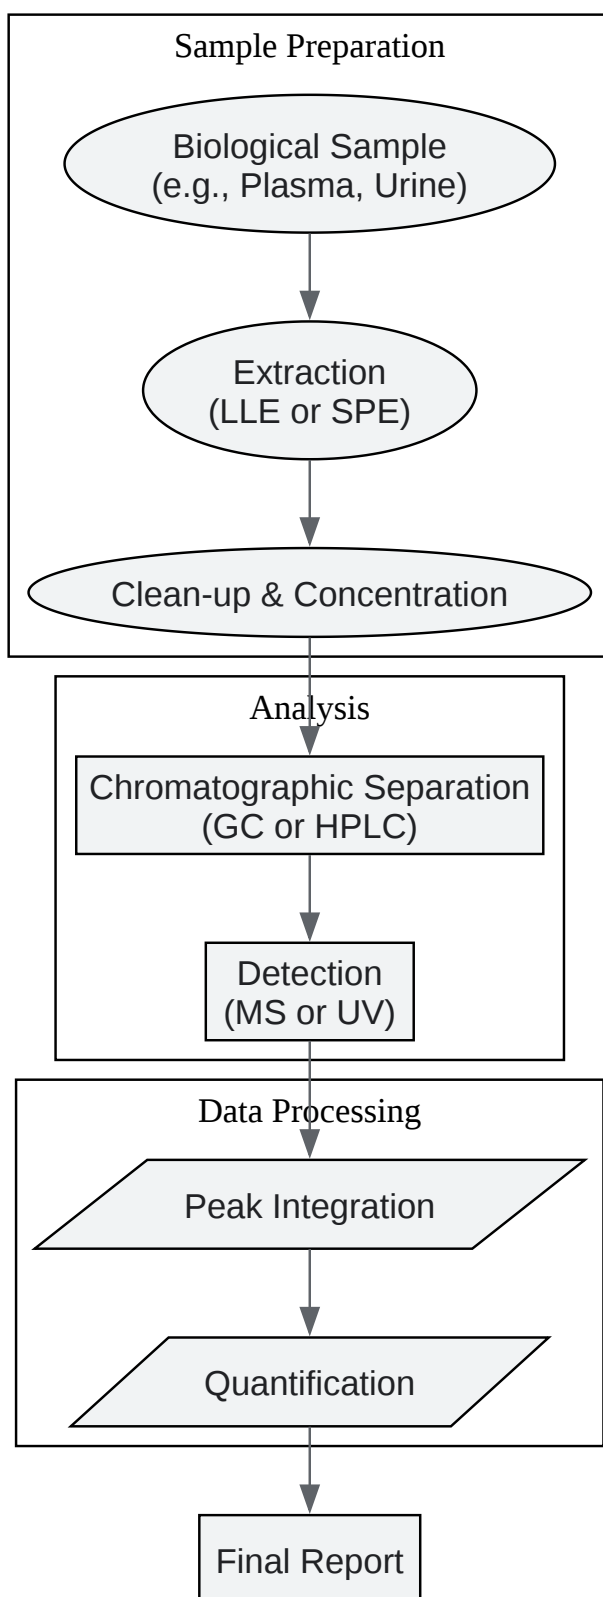 Sample Preparation
Biological Sample
(e.g., Plasma, Urine)
Extraction
(LLE or SPE)
Clean-up & Concentration
Analysis
Chromatographic Separation
(GC or HPLC)
Detection
(MS or UV)
Data Processing
Peak Integration
Quantification
Final Report